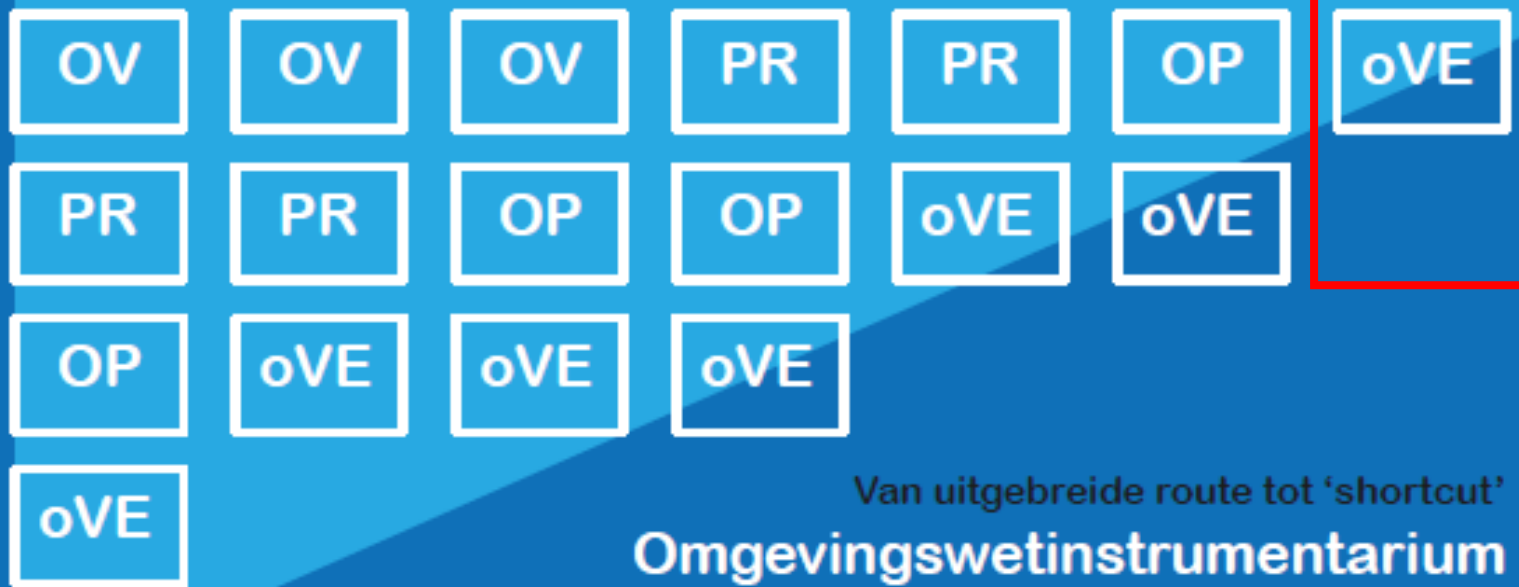 OV OV OV PR PR OP oVE
PR PR OP OP oVE oVE
OP oVE oVE oVE
oVE
Van uitgebreide route tot ‘shortcut’
Omgevingswetinstrumentarium